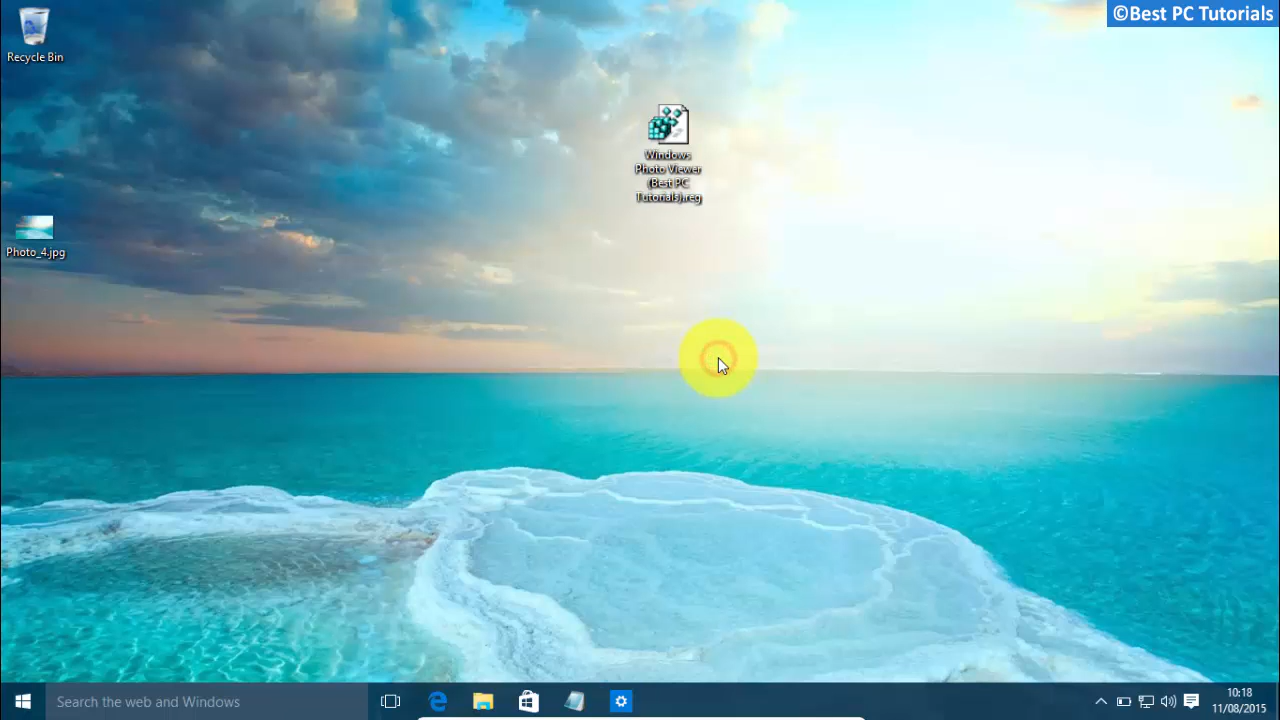 ©Best PC Tutorials
Recycle Bin
Windows
Photo Viewer
(Best PC
Tutorials).reg
Photo_4.jpg
Search the web and Windows
10:18
11/08/2015